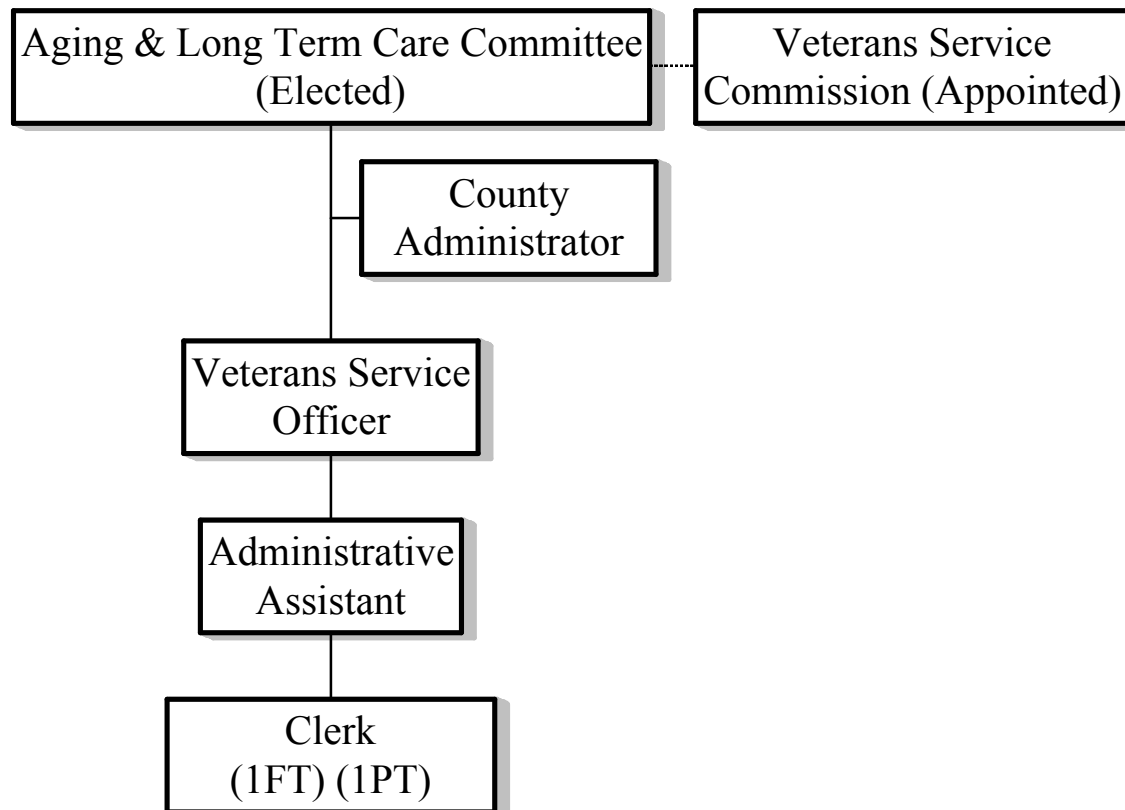 Aging & Long Term Care Committee
(Elected)
Veterans Service
Commission (Appointed)
County
Administrator
Veterans Service
Officer
Administrative
Assistant
Clerk
(1FT) (1PT)